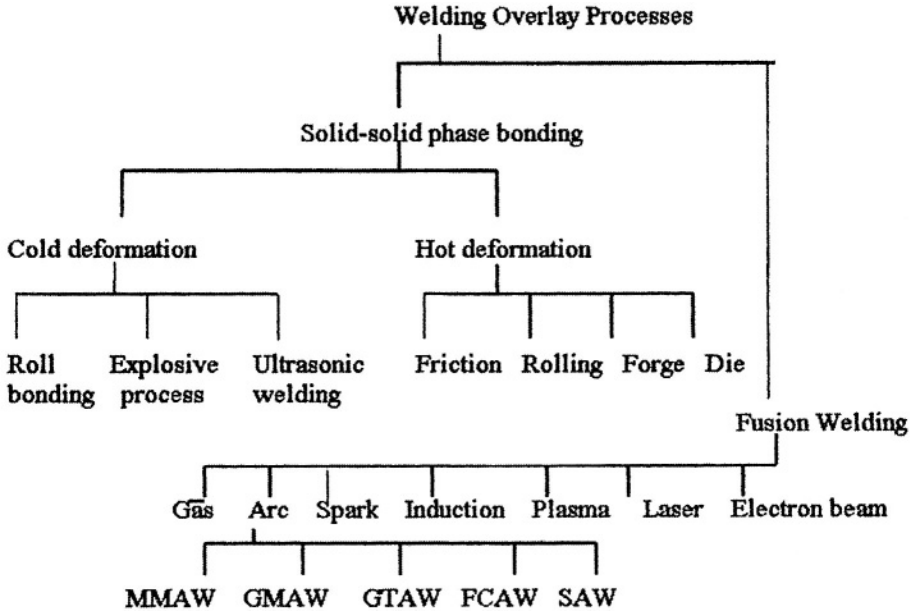 Welding Overlay Processes
Solid-solid phase bonding
Cold deformation Hot deformation
Roll bonding Explosive process Ultrasonic welding Friction Rolling Forge Die
Fusion Welding
Gas Arc Spark Induction Plasma Laser Electron beam
MMAW GMAW GTAW FCAW SAW